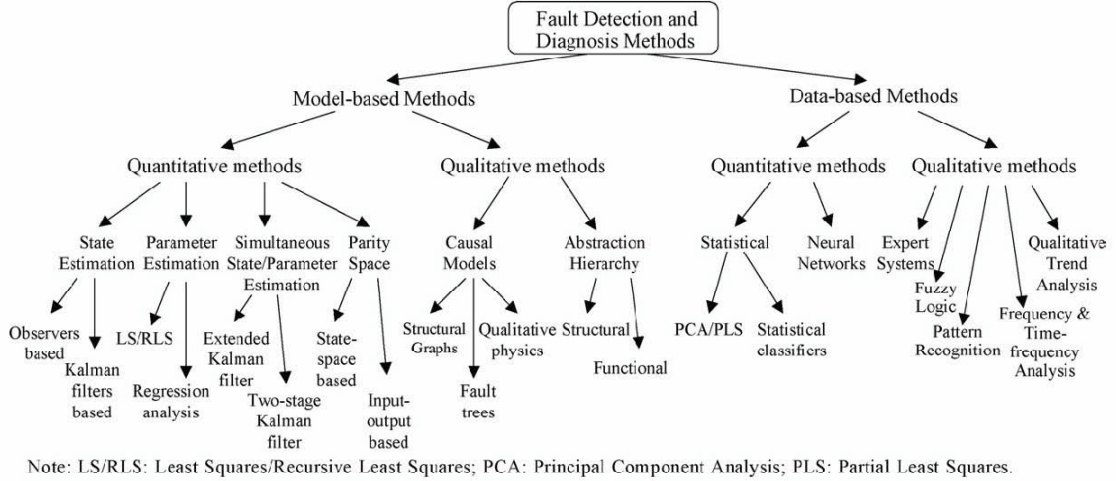 Fault Detection and
Diagnosis Methods
Model-based Methods
Data-based Methods
Quantitative methods
Qualitative methods
Quantitative methods
Qualitative methods
State
Estimation
Parameter
Estimation
Simultaneous
State/Parameter
Estimation
Parity
Space
Causal
Models
Abstraction
Hierarchy
Statistical
Neural
Networks
Expert
Systems
Fuzzy
Logic
Pattern
Recognition
Frequency &
Time-
frequency
Analysis
Qualitative
Trend
Analysis
Observers
based
Kalman
filters
based
LS/RLS
Regression
analysis
Extended
Kalman
filter
Two-stage
Kalman
filter
State-
space
based
Input-
output
based
Structural
Graphs
Fault
trees
Qualitative
physics
Structural
Functional
PCA/PLS
Statistical
classifiers
Note: LS/RLS: Least Squares/Recursive Least Squares; PCA: Principal Component Analysis; PLS: Partial Least Squares.